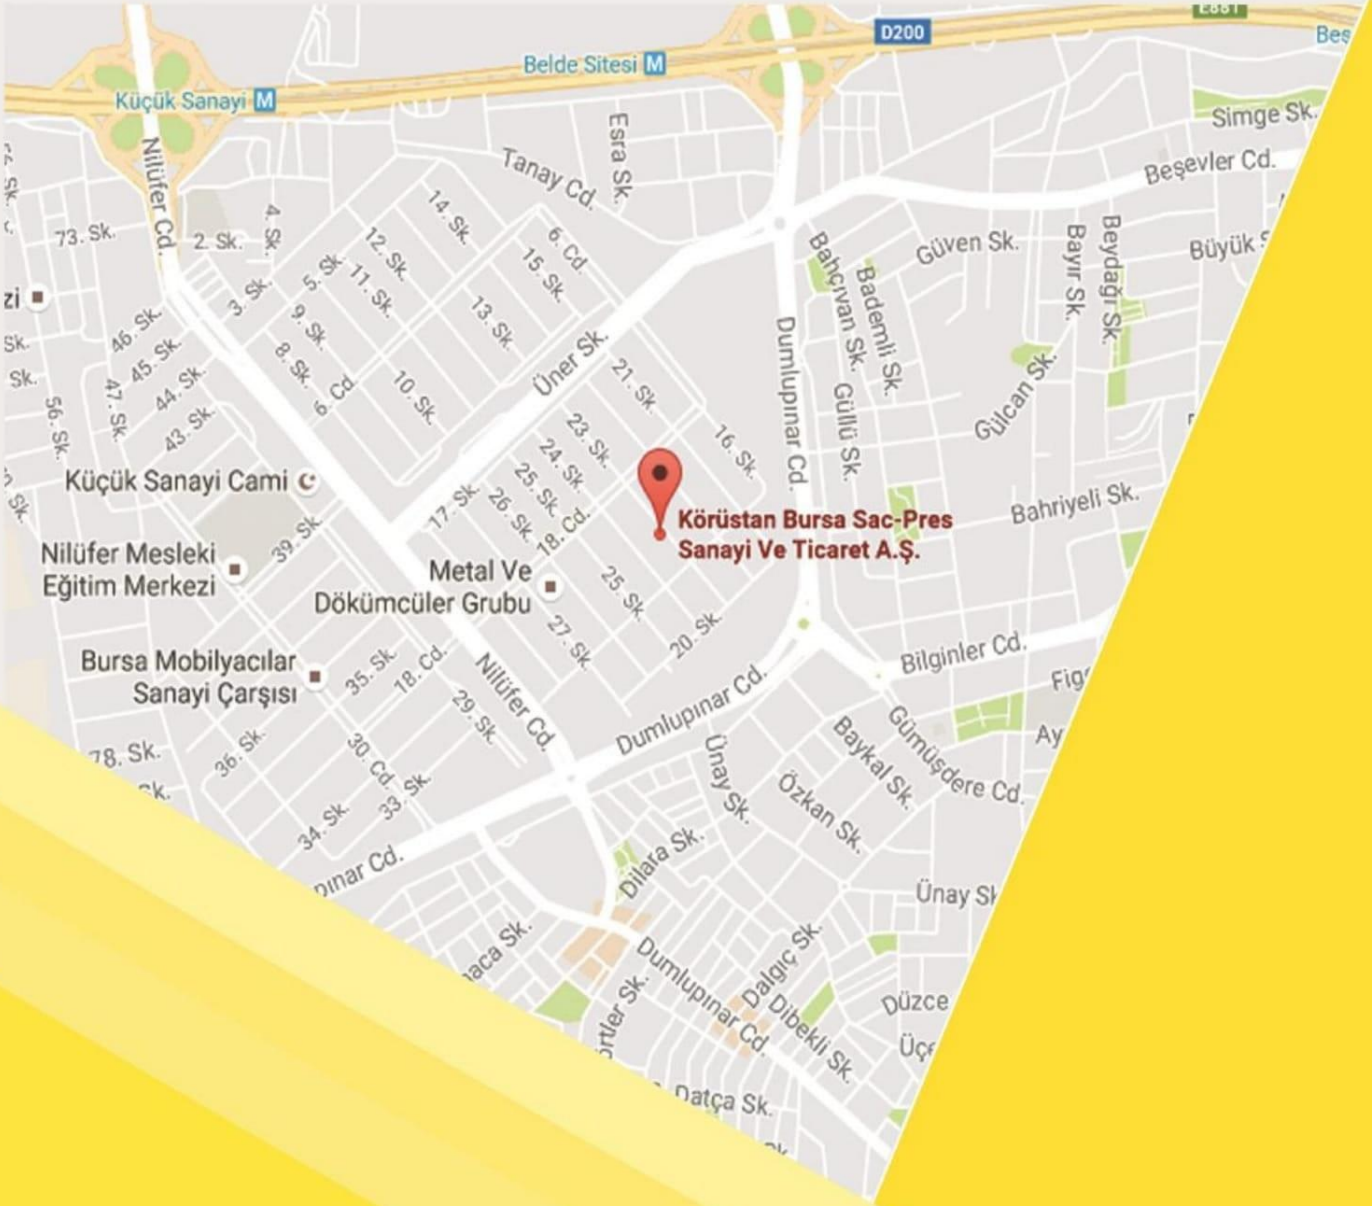 E881
D200
Belde Sitesi M
Küçük Sanayi M
Simge Sk.
Esra Sk.
Tanay Cd.
Beşevler Cd.
Nilüfer Cd.
14. Sk.
4. Sk.
73. Sk.
2. Sk.
12. Sk.
6. Cd.
Güven Sk.
Bayır Sk.
Beydağı Sk.
Büyük
5. Sk.
11. Sk.
15. Sk.
Bahçıvan Sk.
Bademli Sk.
zi
3. Sk.
9. Sk.
13. Sk.
46. Sk.
Sk.
45. Sk.
8. Sk.
Üner Sk.
Dumlupınar Cd.
Sk.
47. Sk.
44. Sk.
6. Cd.
10. Sk.
21. Sk.
Güllü Sk.
Gülcan Sk.
56. Sk.
43. Sk.
23. Sk.
16. Sk.
24. Sk.
Küçük Sanayi Cami
17. Sk.
25. Sk.
26. Sk.
Bahriyeli Sk.
39. Sk.
18. Cd.
Körüstan Bursa Sac-Pres
Sanayi Ve Ticaret A.Ş.
Nilüfer Mesleki
Eğitim Merkezi
Metal Ve
Dökümcüler Grubu
25. Sk.
27. Sk.
20. Sk.
Bilginler Cd.
Bursa Mobilyacılar
Sanayi Çarşısı
35. Sk.
18. Cd.
Nilüfer Cd.
29. Sk.
Dumlupınar Cd.
78. Sk.
36. Sk.
30. Cd.
33. Sk.
34. Sk.
Ünay Sk.
Baykal Sk.
Gümüşdere Cd.
Özkan Sk.
Ay
pınar Cd.
Dilara Sk.
Ünay Sk
Dumlupınar Cd.
Dalgıç Sk.
Dibekli Sk.
Düzce
Datça Sk.